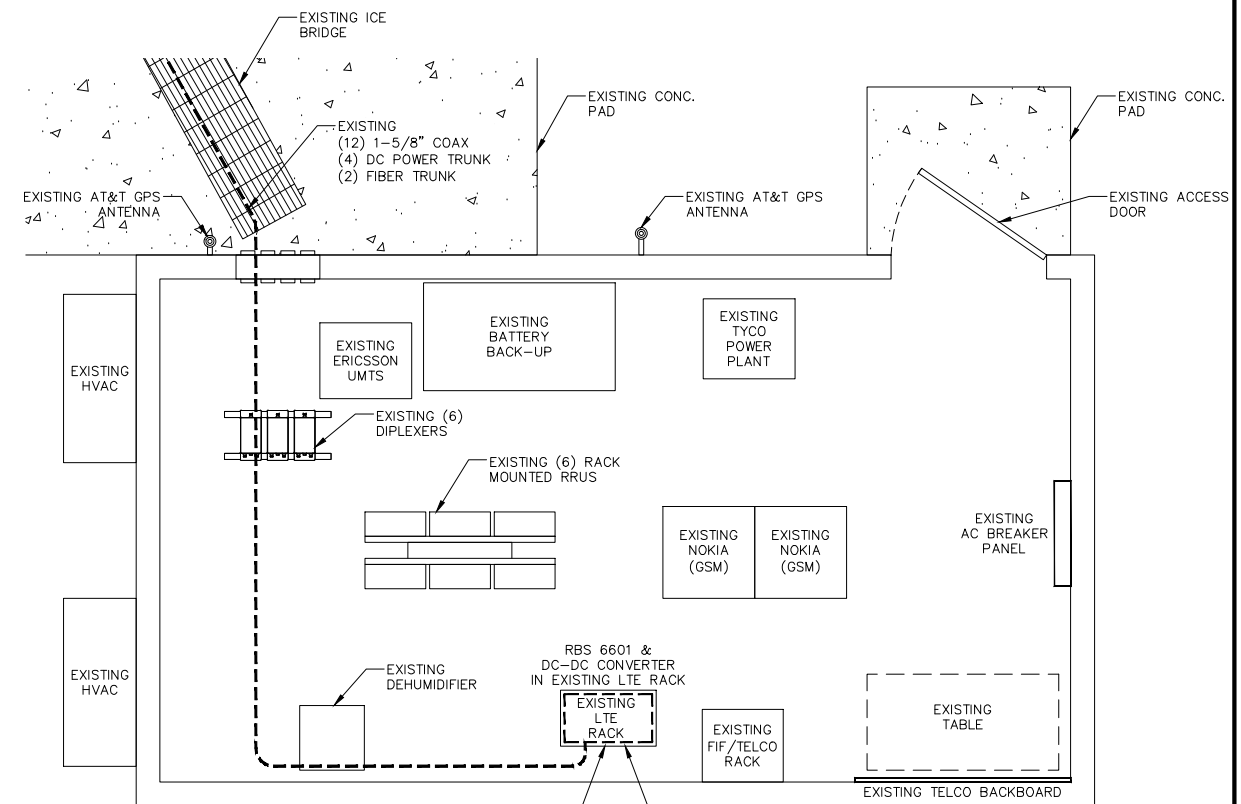 EXISTING ICE
BRIDGE
EXISTING CONC.
PAD
EXISTING CONC.
PAD
EXISTING
(12) 1-5/8" COAX
(4) DC POWER TRUNK
(2) FIBER TRUNK
EXISTING AT&T GPS
ANTENNA
EXISTING AT&T GPS
ANTENNA
EXISTING ACCESS
DOOR
EXISTING
HVAC
EXISTING
ERICSSON
UMTS
EXISTING
BATTERY
BACK-UP
EXISTING
TYCO
POWER
PLANT
EXISTING (6)
DIPLEXERS
EXISTING (6) RACK
MOUNTED RRUS
EXISTING
NOKIA
(GSM)
EXISTING
NOKIA
(GSM)
EXISTING
AC BREAKER
PANEL
EXISTING
HVAC
EXISTING
DEHUMIDIFIER
RBS 6601 &
DC-DC CONVERTER
IN EXISTING LTE RACK
EXISTING
LTE
RACK
EXISTING
FIF/TELCO
RACK
EXISTING
TABLE
EXISTING TELCO BACKBOARD